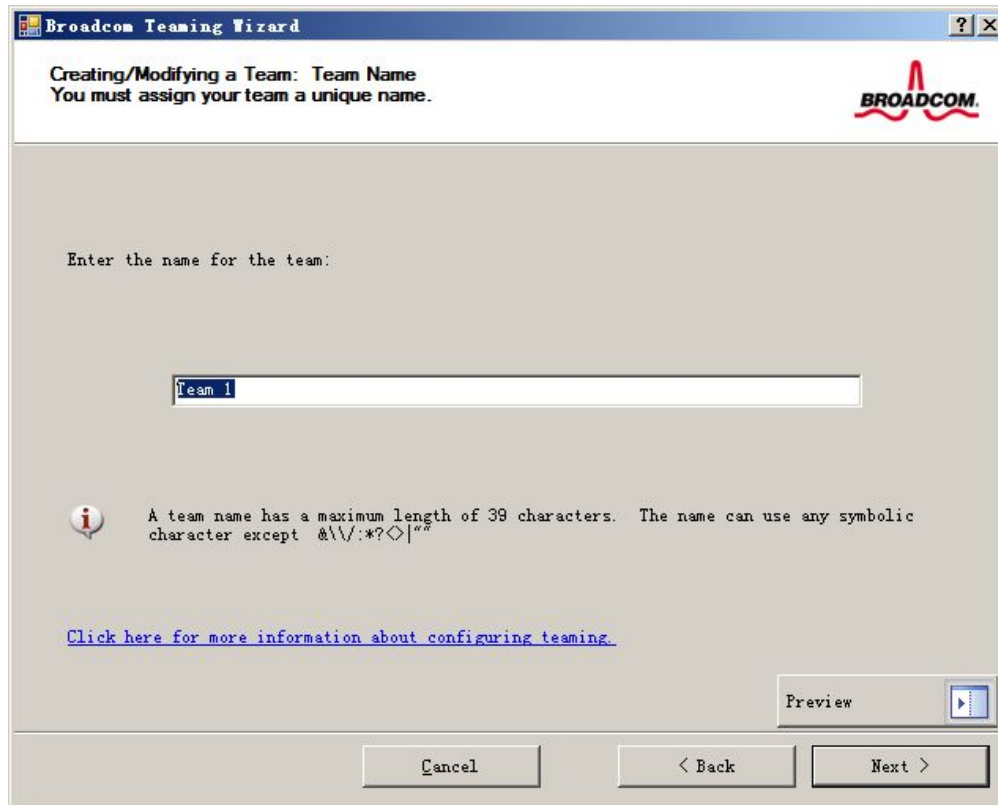 Broadcom Teaming Wizard
Creating/Modifying a Team: Team Name
You must assign your team a unique name.
BROADCOM.
Enter the name for the team:
Team 1
A team name has a maximum length of 39 characters. The name can use any symbolic
character except &\\/:*?<>|""
Click here for more information about configuring teaming.
Preview
Cancel
< Back
Next >